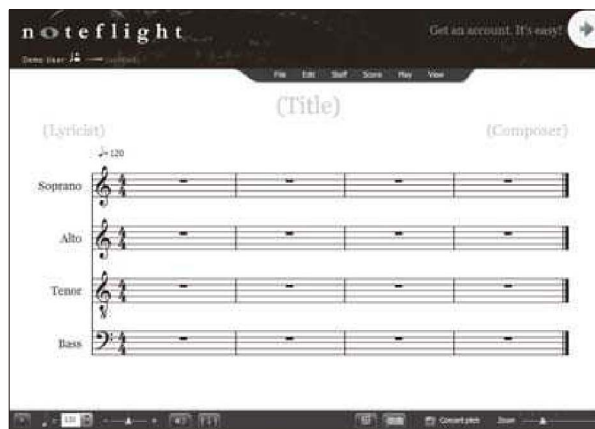 noteflight
Get an account. It's easy!
Demo User
File Edit Staff Score Play View
(Title)
(Lyricist)
(Composer)
♩=120
Soprano
Alto
Tenor
Bass
120
Concert pitch Zoom